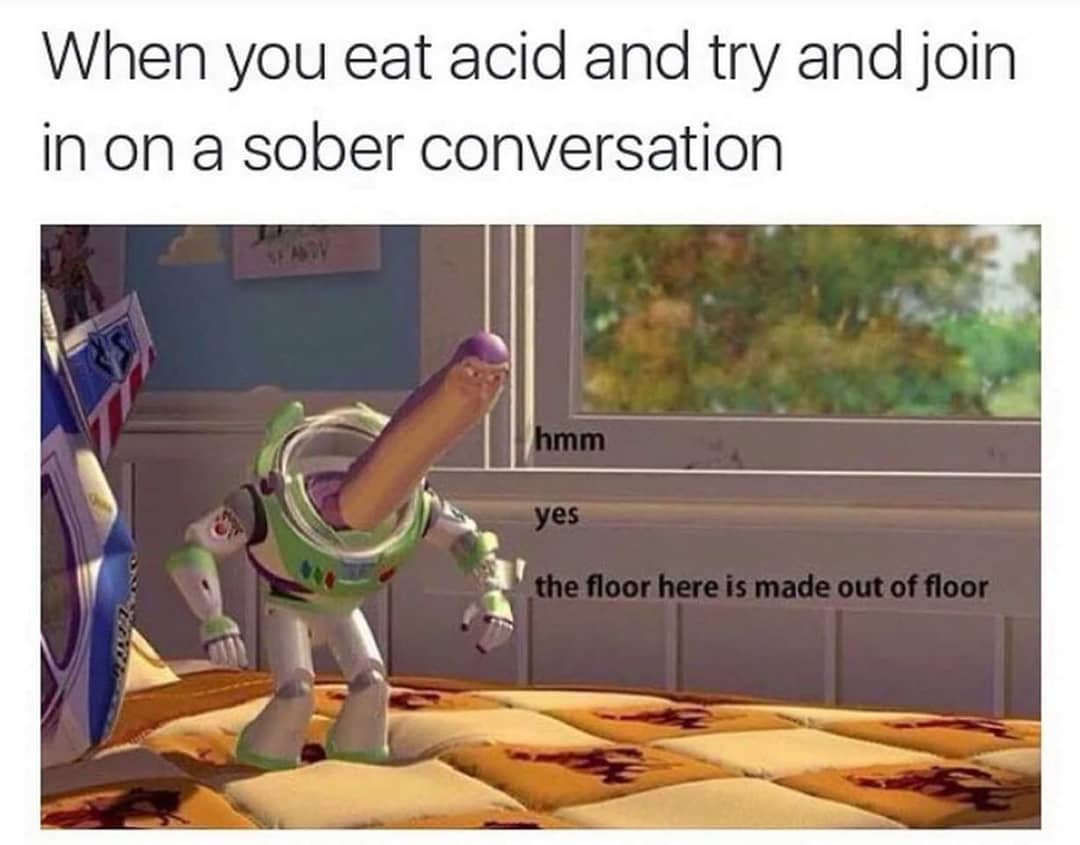 When you eat acid and try and join
in on a sober conversation
hmm
yes
the floor here is made out of floor